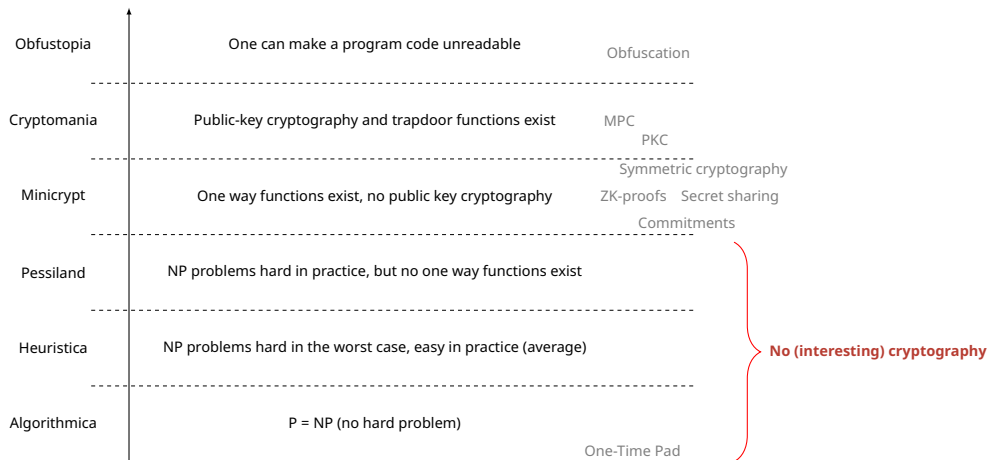 Obfustopia
One can make a program code unreadable
Obfuscation
Cryptomania
Public-key cryptography and trapdoor functions exist
MPC
PKC
Symmetric cryptography
Minicrypt
One way functions exist, no public key cryptography
ZK-proofs Secret sharing
Commitments
Pessiland
NP problems hard in practice, but no one way functions exist
Heuristica
NP problems hard in the worst case, easy in practice (average)
No (interesting) cryptography
Algorithmica
P = NP (no hard problem)
One-Time Pad